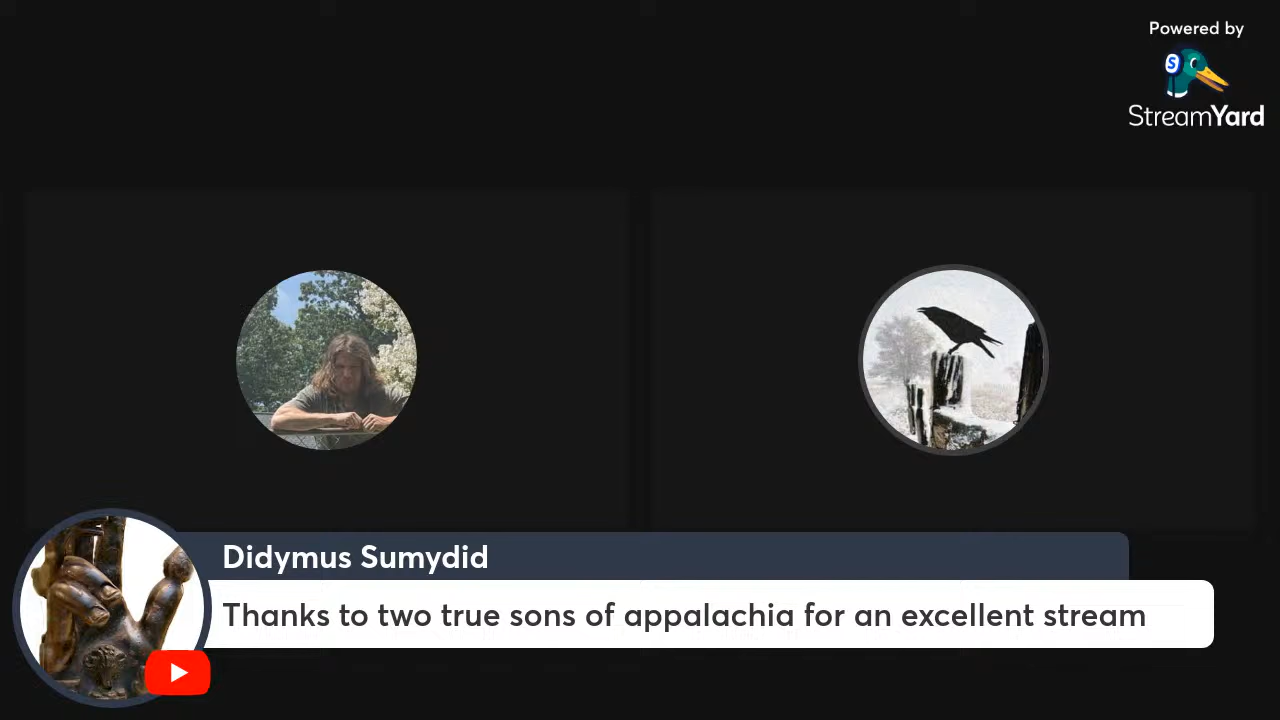 Powered by
S
StreamYard
Didymus Sumydid
Thanks to two true sons of appalachia for an excellent stream